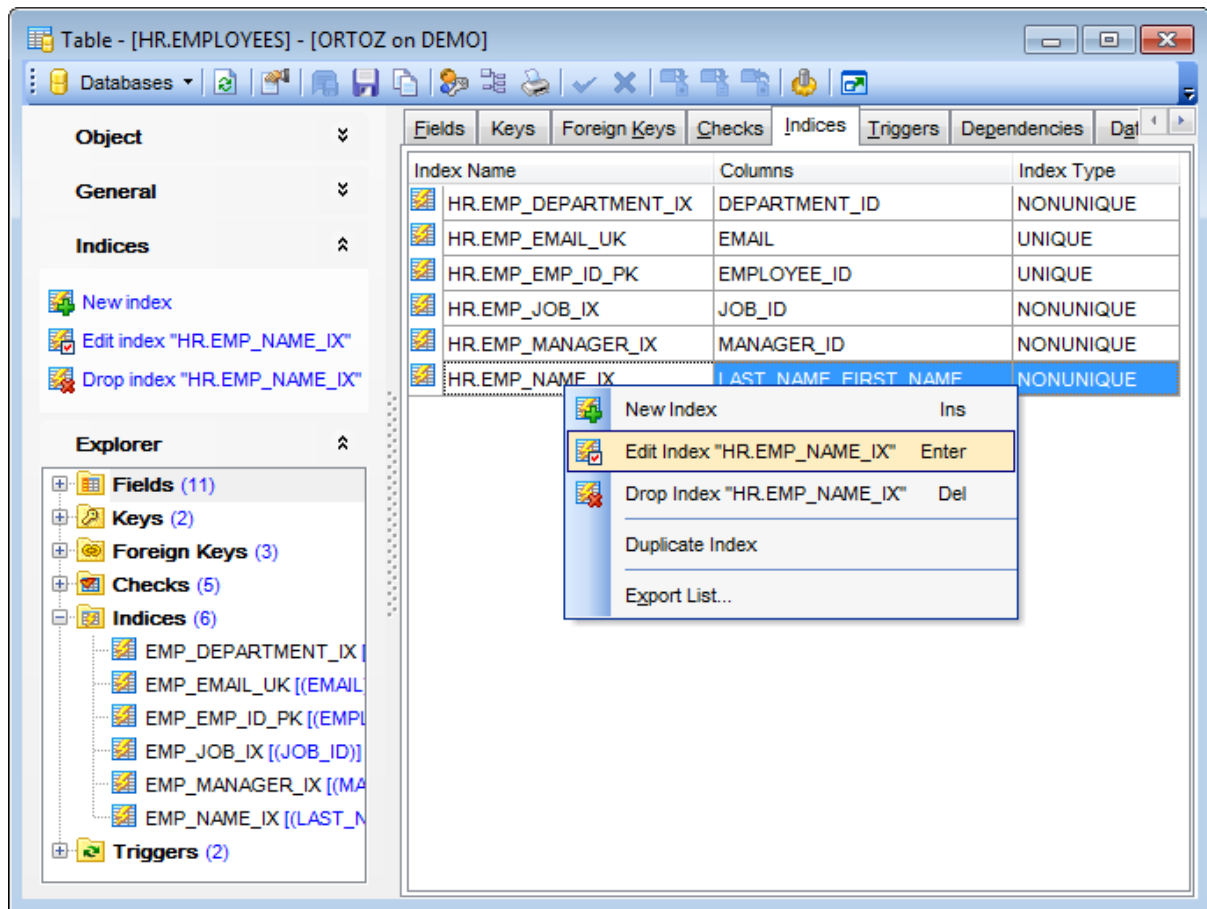 Table - [HR.EMPLOYEES] - [ORTOZ on DEMO]
Databases
Object
General
Indices
New index
Edit index "HR.EMP_NAME_IX"
Drop index "HR.EMP_NAME_IX"
Explorer
Fields (11)
Keys (2)
Foreign Keys (3)
Checks (5)
Indices (6)
EMP_DEPARTMENT_IX [
EMP_EMAIL_UK [(EMAIL)
EMP_EMP_ID_PK [(EMPL
EMP_JOB_IX [(JOB_ID)]
EMP_MANAGER_IX [(MA
EMP_NAME_IX [(LAST_N
Triggers (2)
Fields Keys Foreign Keys Checks Indices Triggers Dependencies Dat
Index Name Columns Index Type
HR.EMP_DEPARTMENT_IX DEPARTMENT_ID NONUNIQUE
HR.EMP_EMAIL_UK EMAIL UNIQUE
HR.EMP_EMP_ID_PK EMPLOYEE_ID UNIQUE
HR.EMP_JOB_IX JOB_ID NONUNIQUE
HR.EMP_MANAGER_IX MANAGER_ID NONUNIQUE
HR.EMP_NAME_IX LAST_NAME,FIRST_NAME NONUNIQUE
New Index Ins
Edit Index "HR.EMP_NAME_IX" Enter
Drop Index "HR.EMP_NAME_IX" Del
Duplicate Index
Export List...